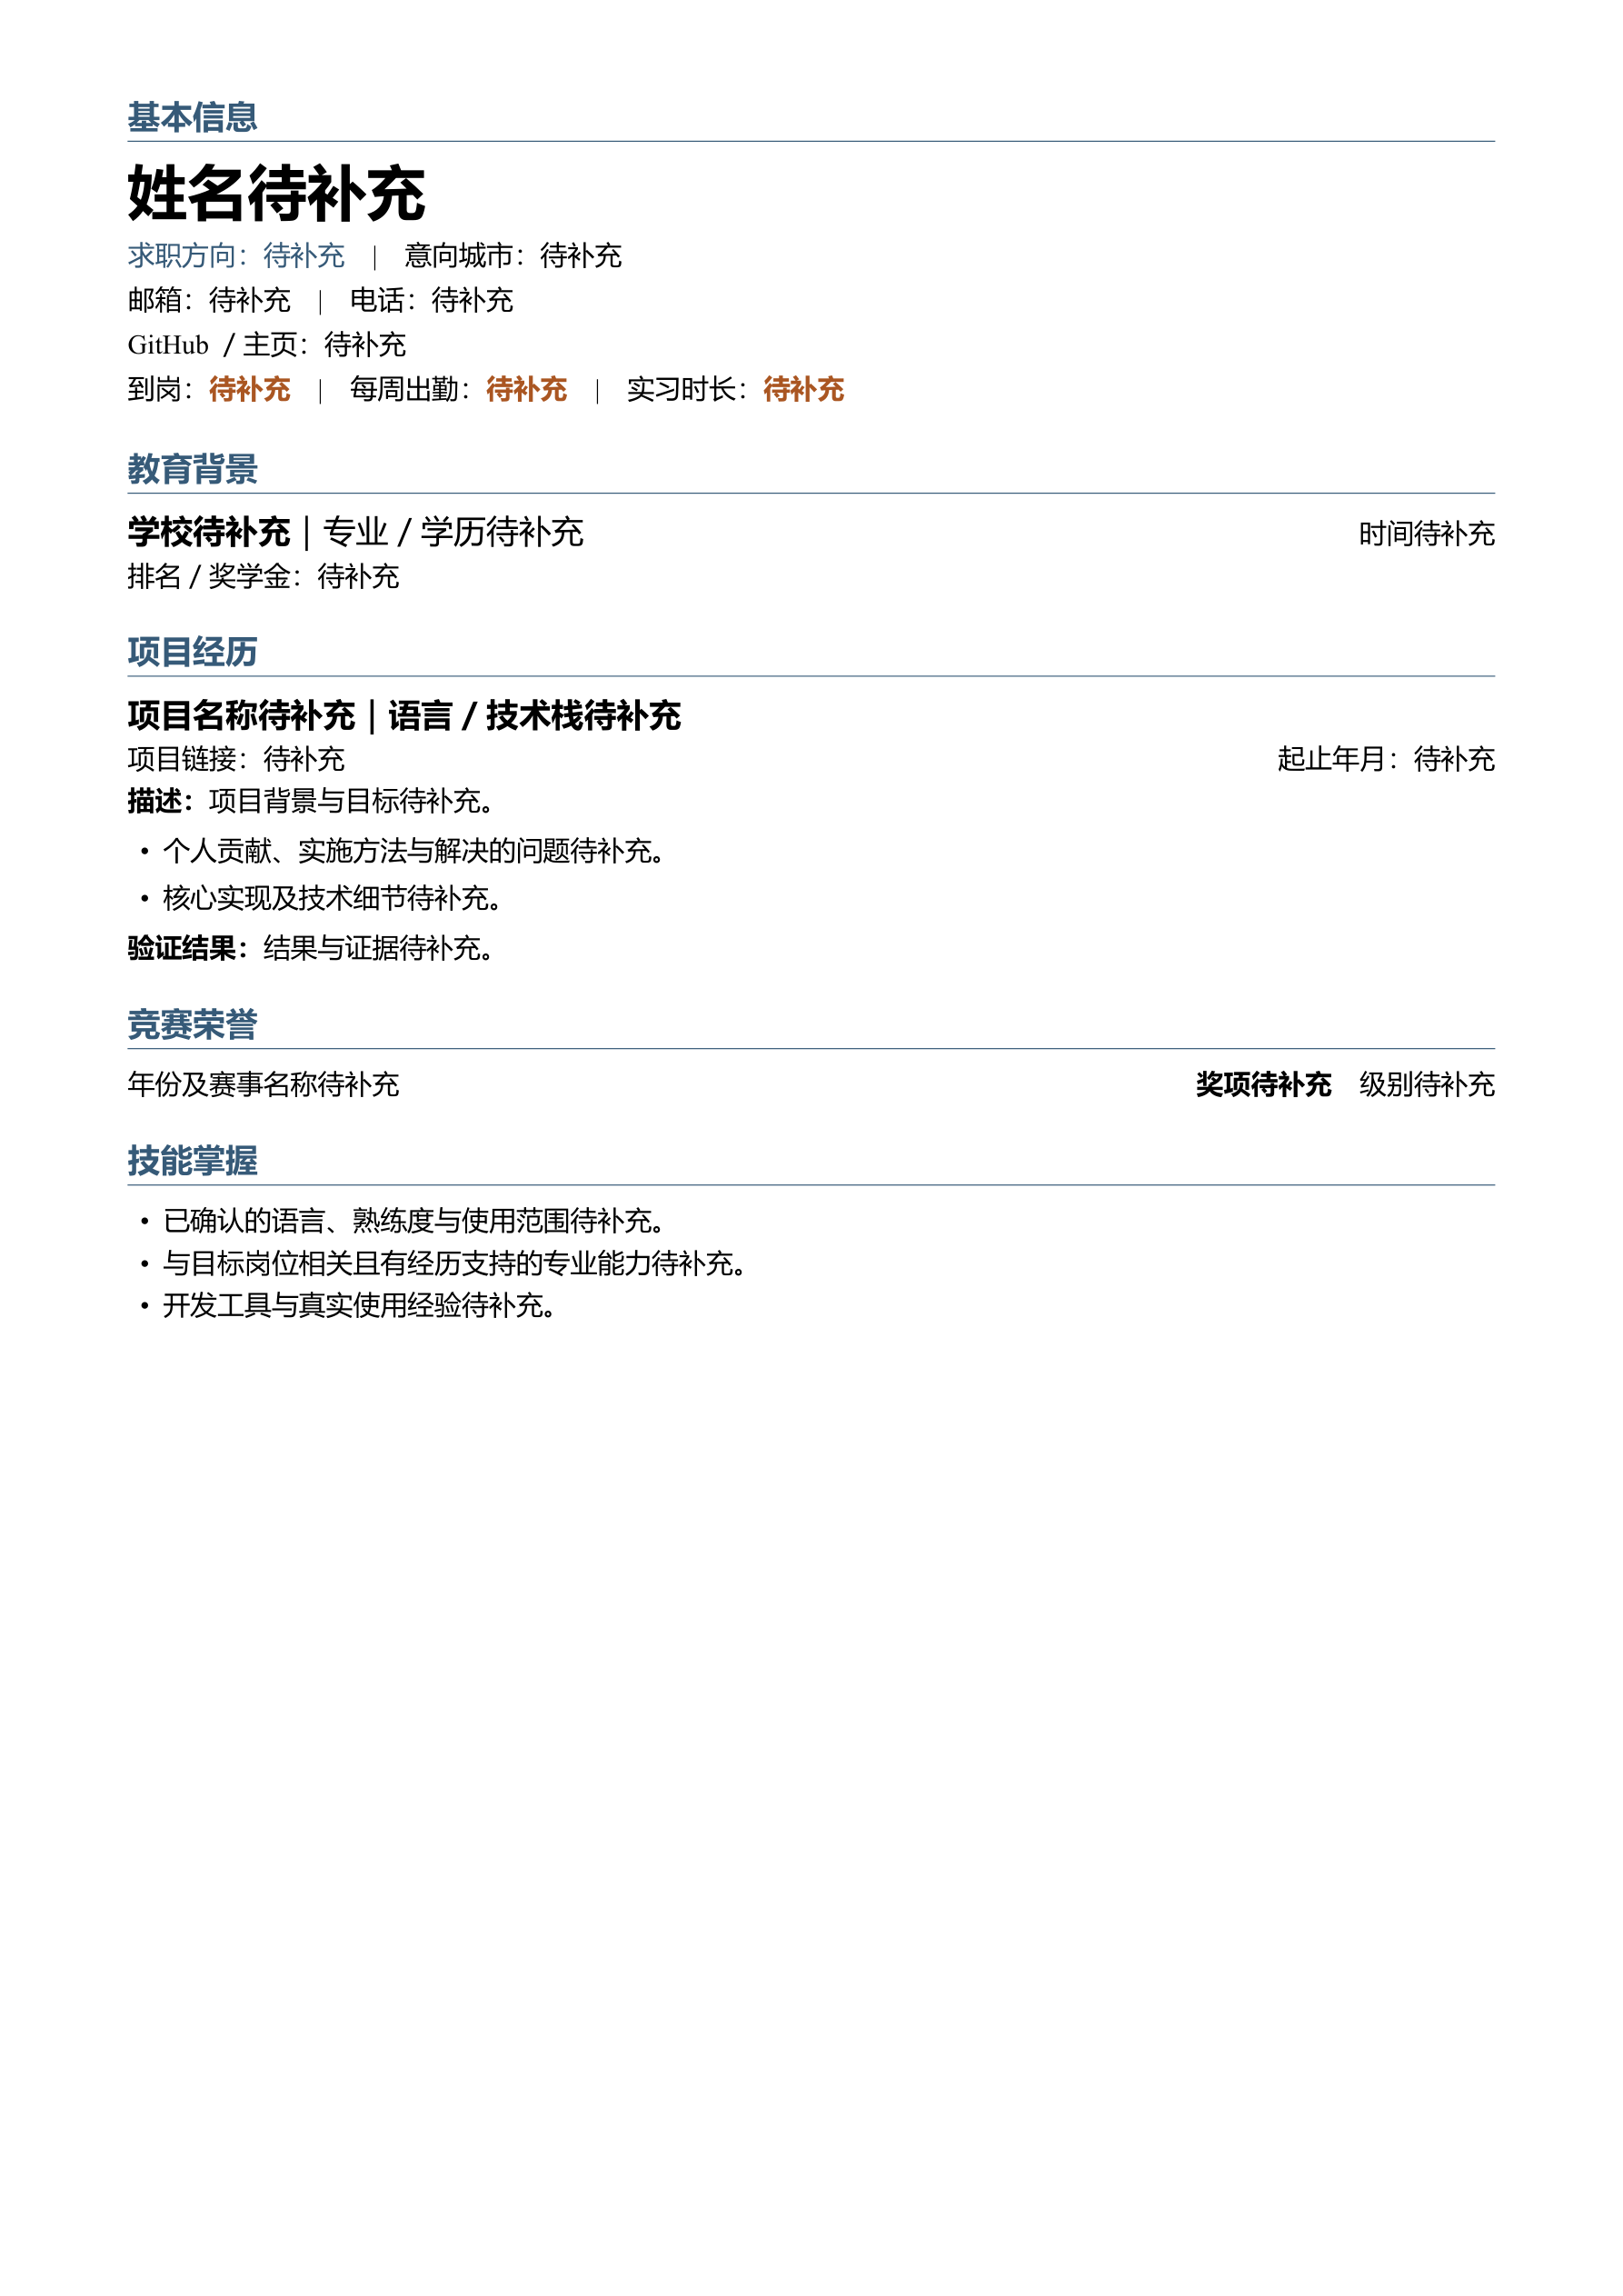 基本信息
姓名待补充
求职方向：待补充 | 意向城市：待补充
邮箱：待补充 | 电话：待补充
GitHub / 主页：待补充
到岗：待补充 | 每周出勤：待补充 | 实习时长：待补充
教育背景
学校待补充 | 专业 / 学历待补充 时间待补充
排名 / 奖学金：待补充
项目经历
项目名称待补充 | 语言 / 技术栈待补充
项目链接：待补充 起止年月：待补充
描述：项目背景与目标待补充。
• 个人贡献、实施方法与解决的问题待补充。
• 核心实现及技术细节待补充。
验证结果：结果与证据待补充。
竞赛荣誉
年份及赛事名称待补充 奖项待补充 级别待补充
技能掌握
• 已确认的语言、熟练度与使用范围待补充。
• 与目标岗位相关且有经历支持的专业能力待补充。
• 开发工具与真实使用经验待补充。